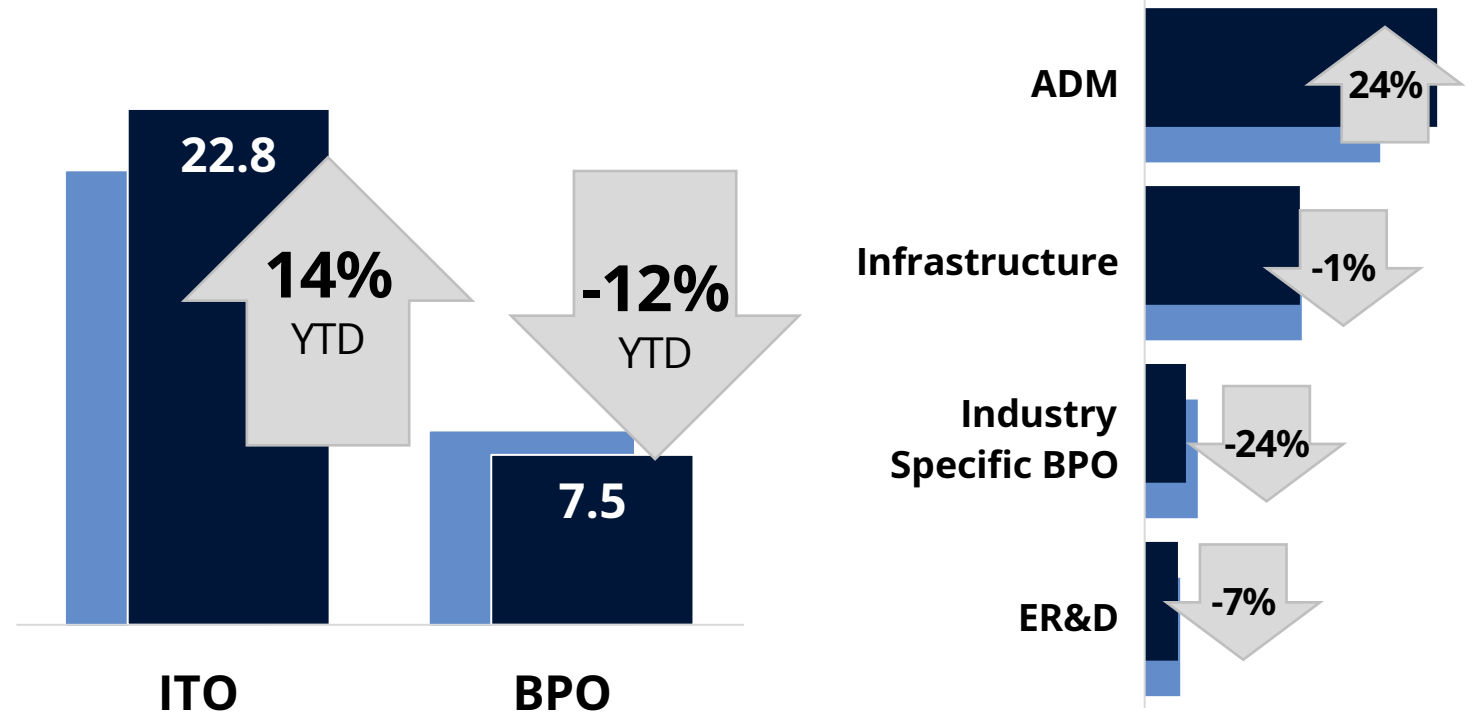 22.8
14%
YTD
-12%
YTD
7.5
ITO
BPO
ADM
24%
Infrastructure
-1%
Industry
Specific BPO
-24%
ER&D
-7%